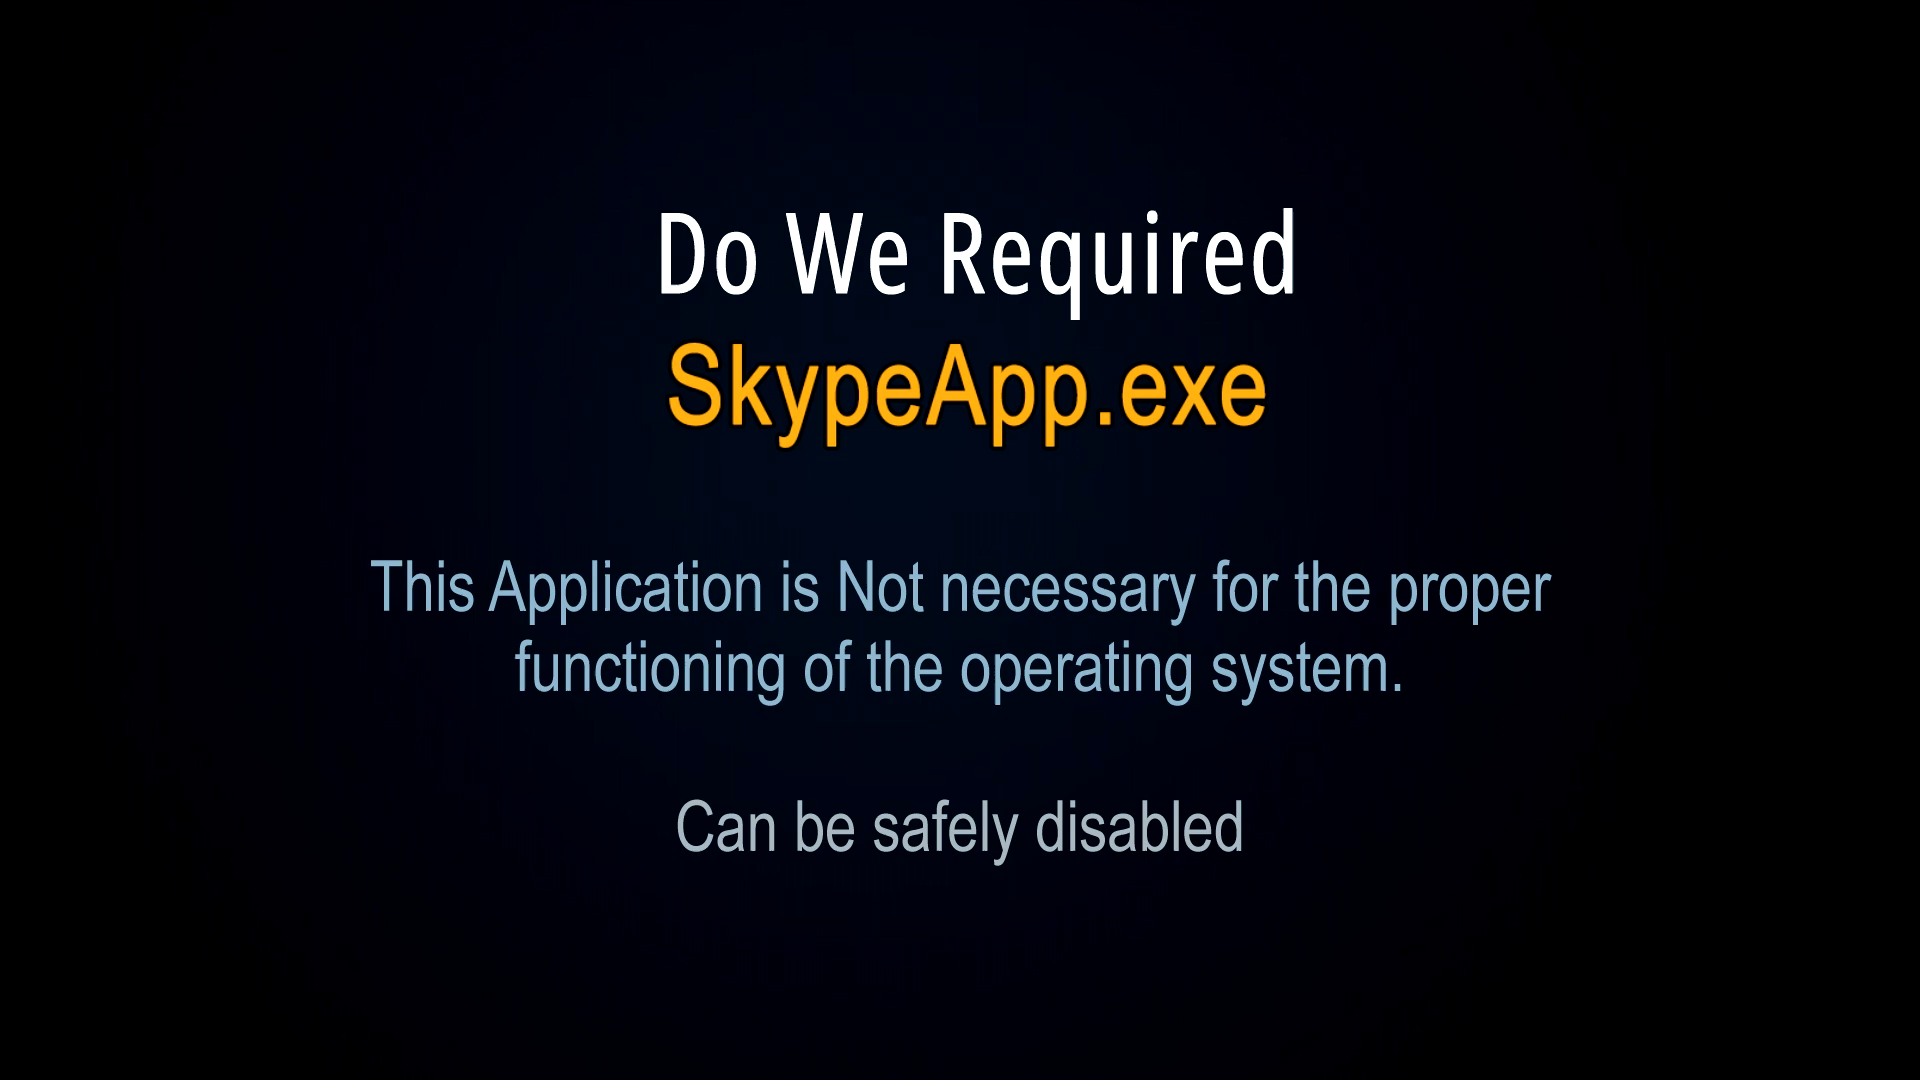 Do We Required
SkypeApp.exe
This Application is Not necessary for the proper
functioning of the operating system.
Can be safely disabled